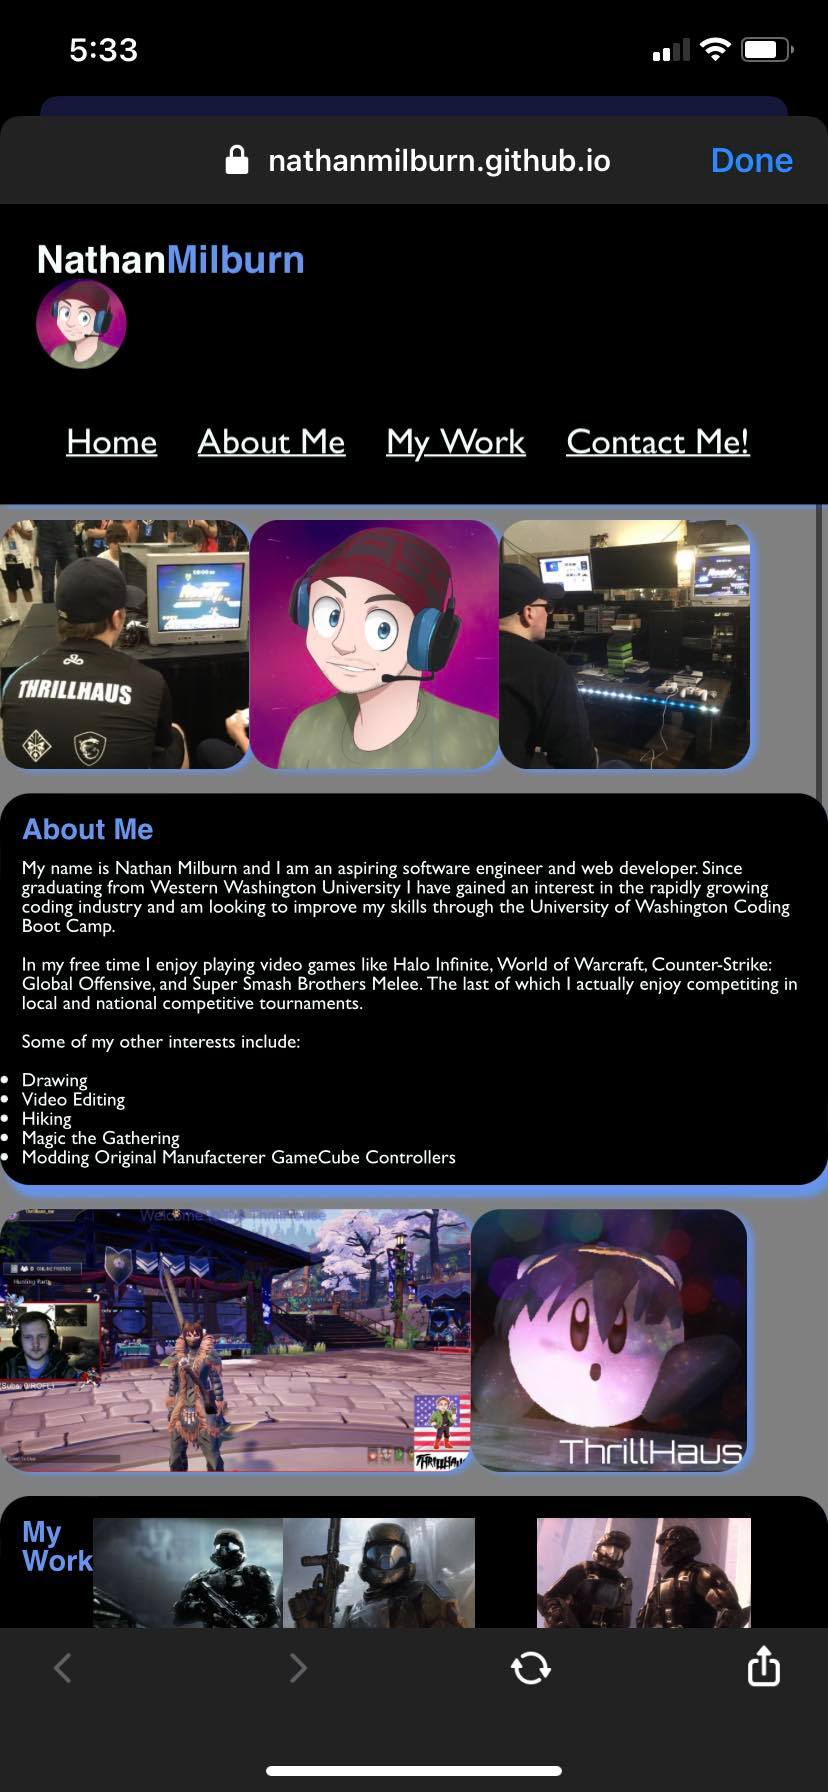 5:33
nathanmilburn.github.io
Done
NathanMilburn
Home About Me My Work Contact Me!
THRILLHAUS
About Me
My name is Nathan Milburn and I am an aspiring software engineer and web developer. Since
graduating from Western Washington University I have gained an interest in the rapidly growing
coding industry and am looking to improve my skills through the University of Washington Coding
Boot Camp.
In my free time I enjoy playing video games like Halo Infinite, World of Warcraft, Counter-Strike:
Global Offensive, and Super Smash Brothers Melee. The last of which I actually enjoy competiting in
local and national competitive tournaments.
Some of my other interests include:
Drawing
Video Editing
Hiking
Magic the Gathering
Modding Original Manufacterer GameCube Controllers
ONLINE FRIENDS
Hunting Party
ThrillHaus
My
Work